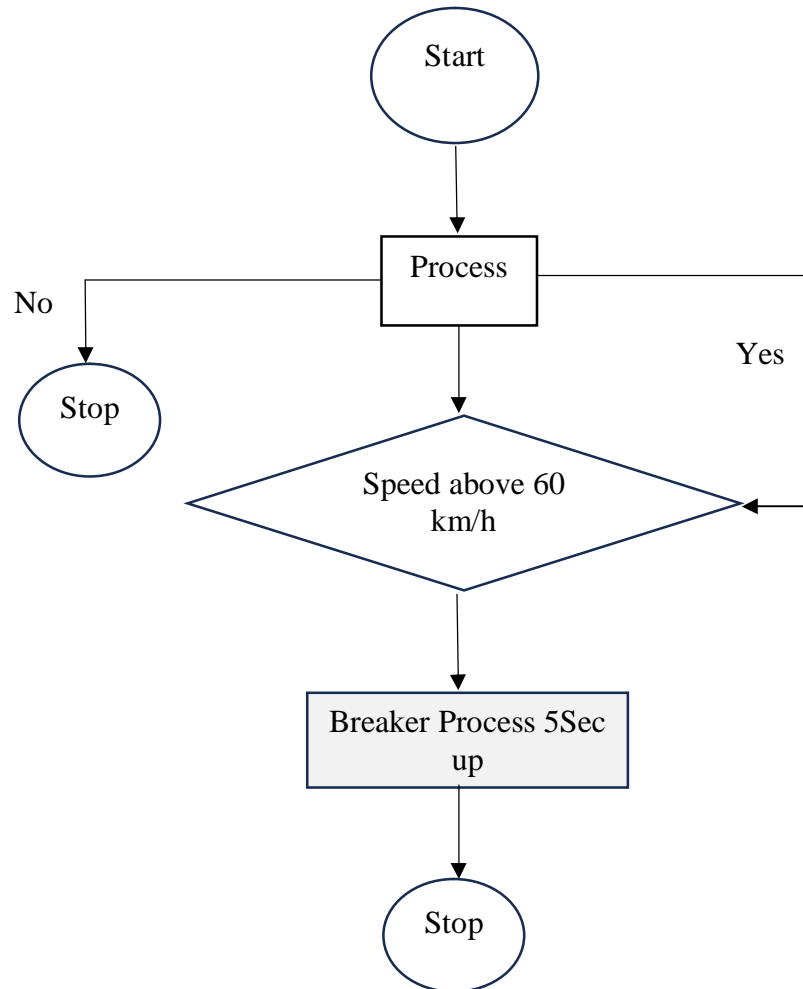 Start
Process
No
Yes
Stop
Speed above 60
km/h
Breaker Process 5Sec
up
Stop